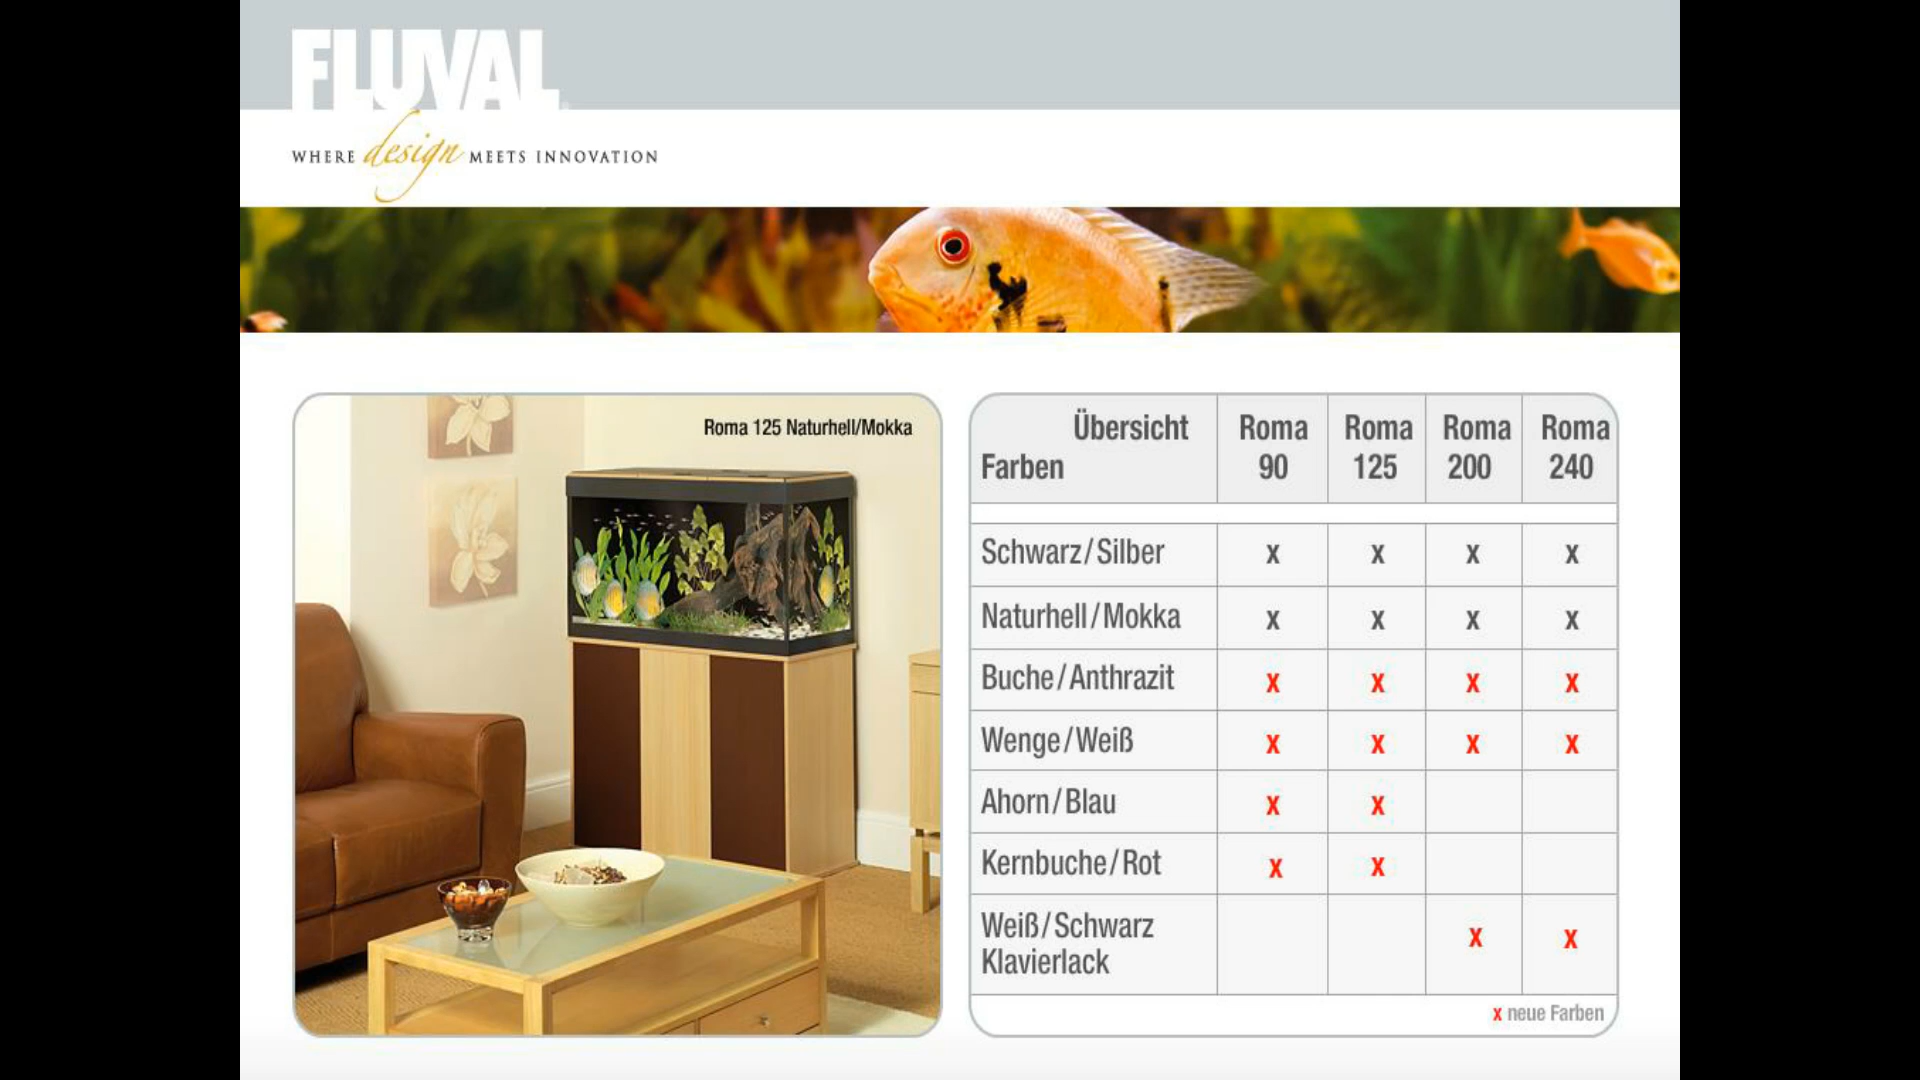 FLUVAL
WHERE design MEETS INNOVATION
Roma 125 Naturhell/Mokka
Übersicht Roma Roma Roma Roma
Farben 90 125 200 240
Schwarz/Silber x x x x
Naturhell/Mokka x x x x
Buche/Anthrazit x x x x
Wenge/Weiß x x x x
Ahorn/Blau x x
Kernbuche/Rot x x
Weiß/Schwarz
Klavierlack x x
x neue Farben